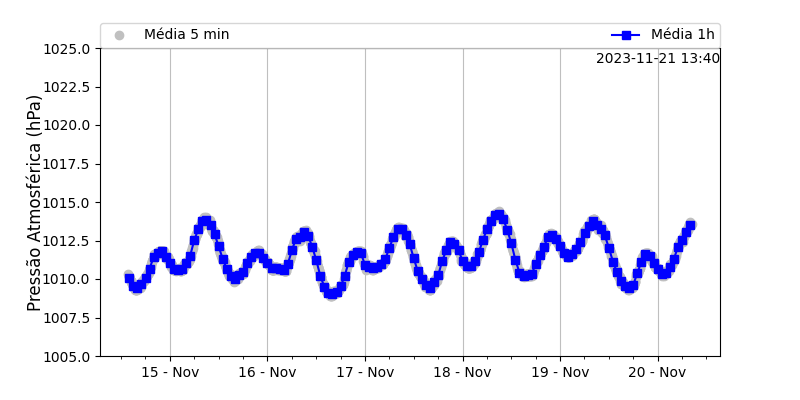 Média 5 min
Média 1h
2023-11-21 13:40
Pressão Atmosférica (hPa)
1025.0
1022.5
1020.0
1017.5
1015.0
1012.5
1010.0
1007.5
1005.0
15 - Nov
16 - Nov
17 - Nov
18 - Nov
19 - Nov
20 - Nov